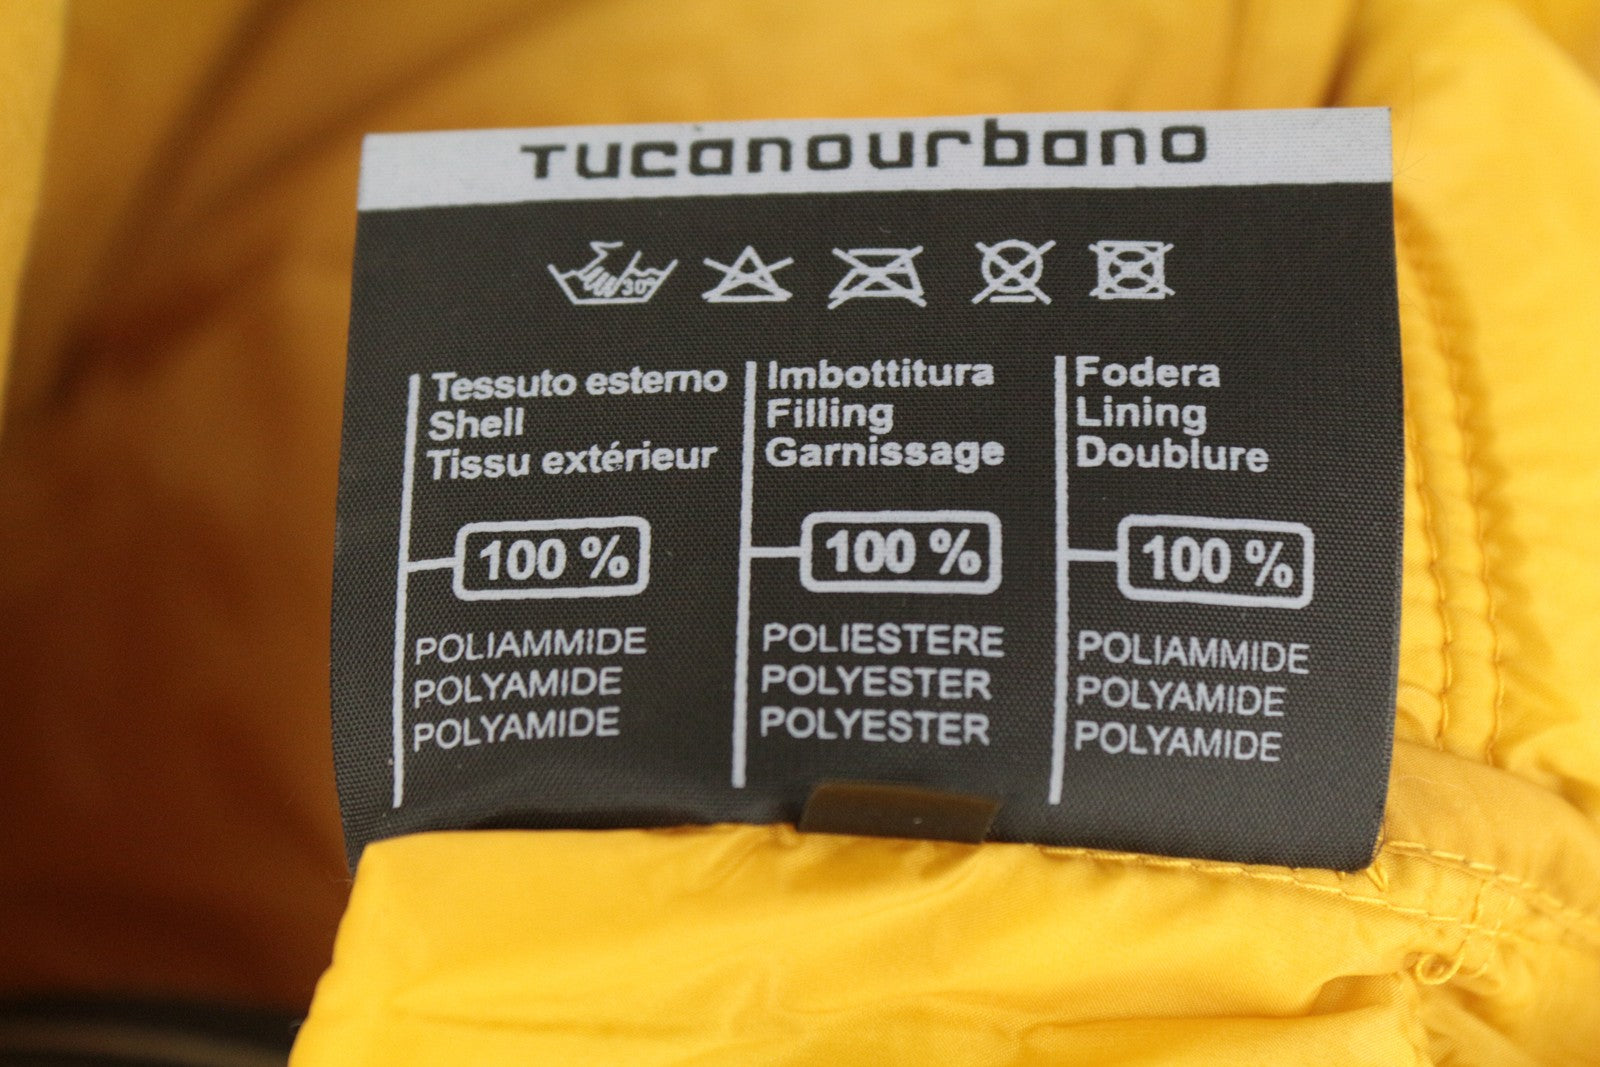 Tucanourbano
30°
Tessuto esterno
Shell
Tissu extérieur
100 %
POLIAMMIDE
POLYAMIDE
POLYAMIDE
Imbottitura
Filling
Garnissage
100 %
POLIESTERE
POLYESTER
POLYESTER
Fodera
Lining
Doublure
100 %
POLIAMMIDE
POLYAMIDE
POLYAMIDE